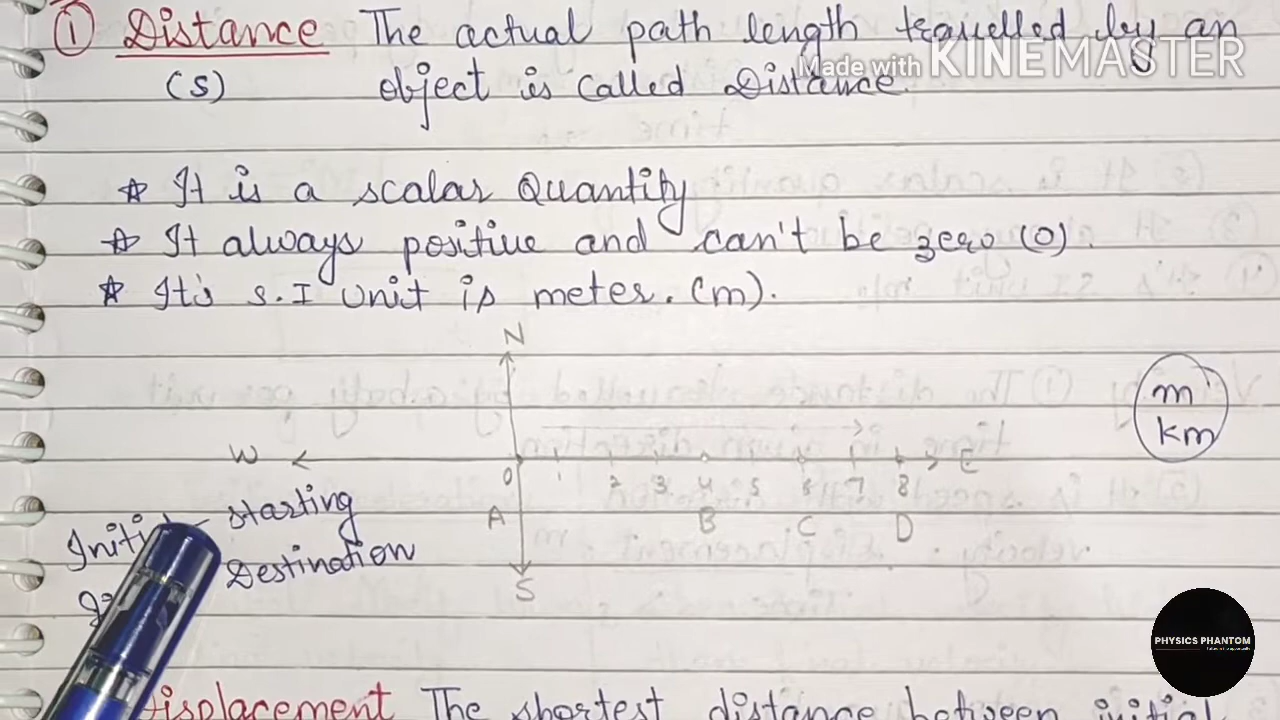 ① Distance The actual path length travelled by an
Made with KINEMASTER
(S) object is called Distance.
☆ It is a scalar Quantity
☆ It always positive and can't be zero (0).
☆ It's S.I Unit is meter. (m).
N
m
km
W E
0 1 2 3 4 5 6 7 8
A B C D
Starting
Destination
S
PHYSICS PHANTOM
Displacement The shortest distance between initial